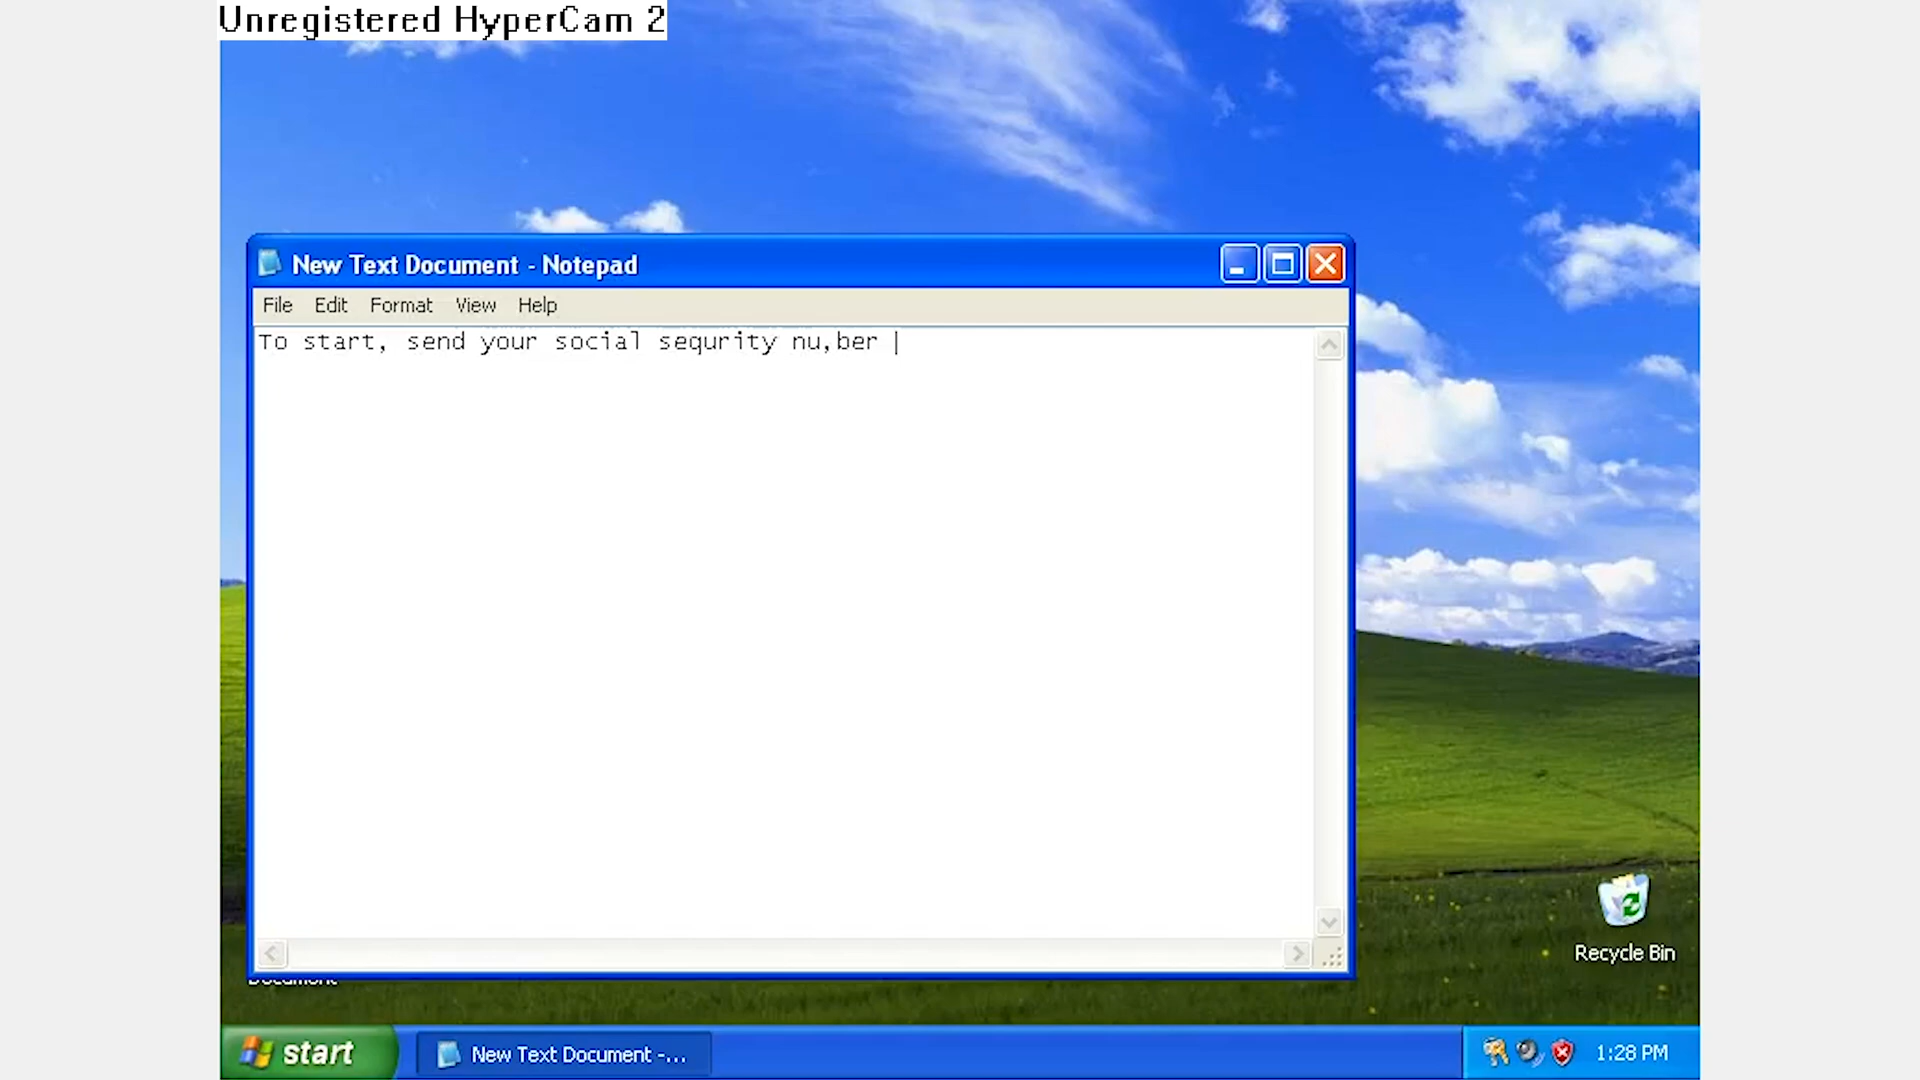 Unregistered HyperCam 2
New Text Document - Notepad
File Edit Format View Help
To start, send your social sequrity nu,ber
Recycle Bin
Document
start
New Text Document -...
1:28 PM